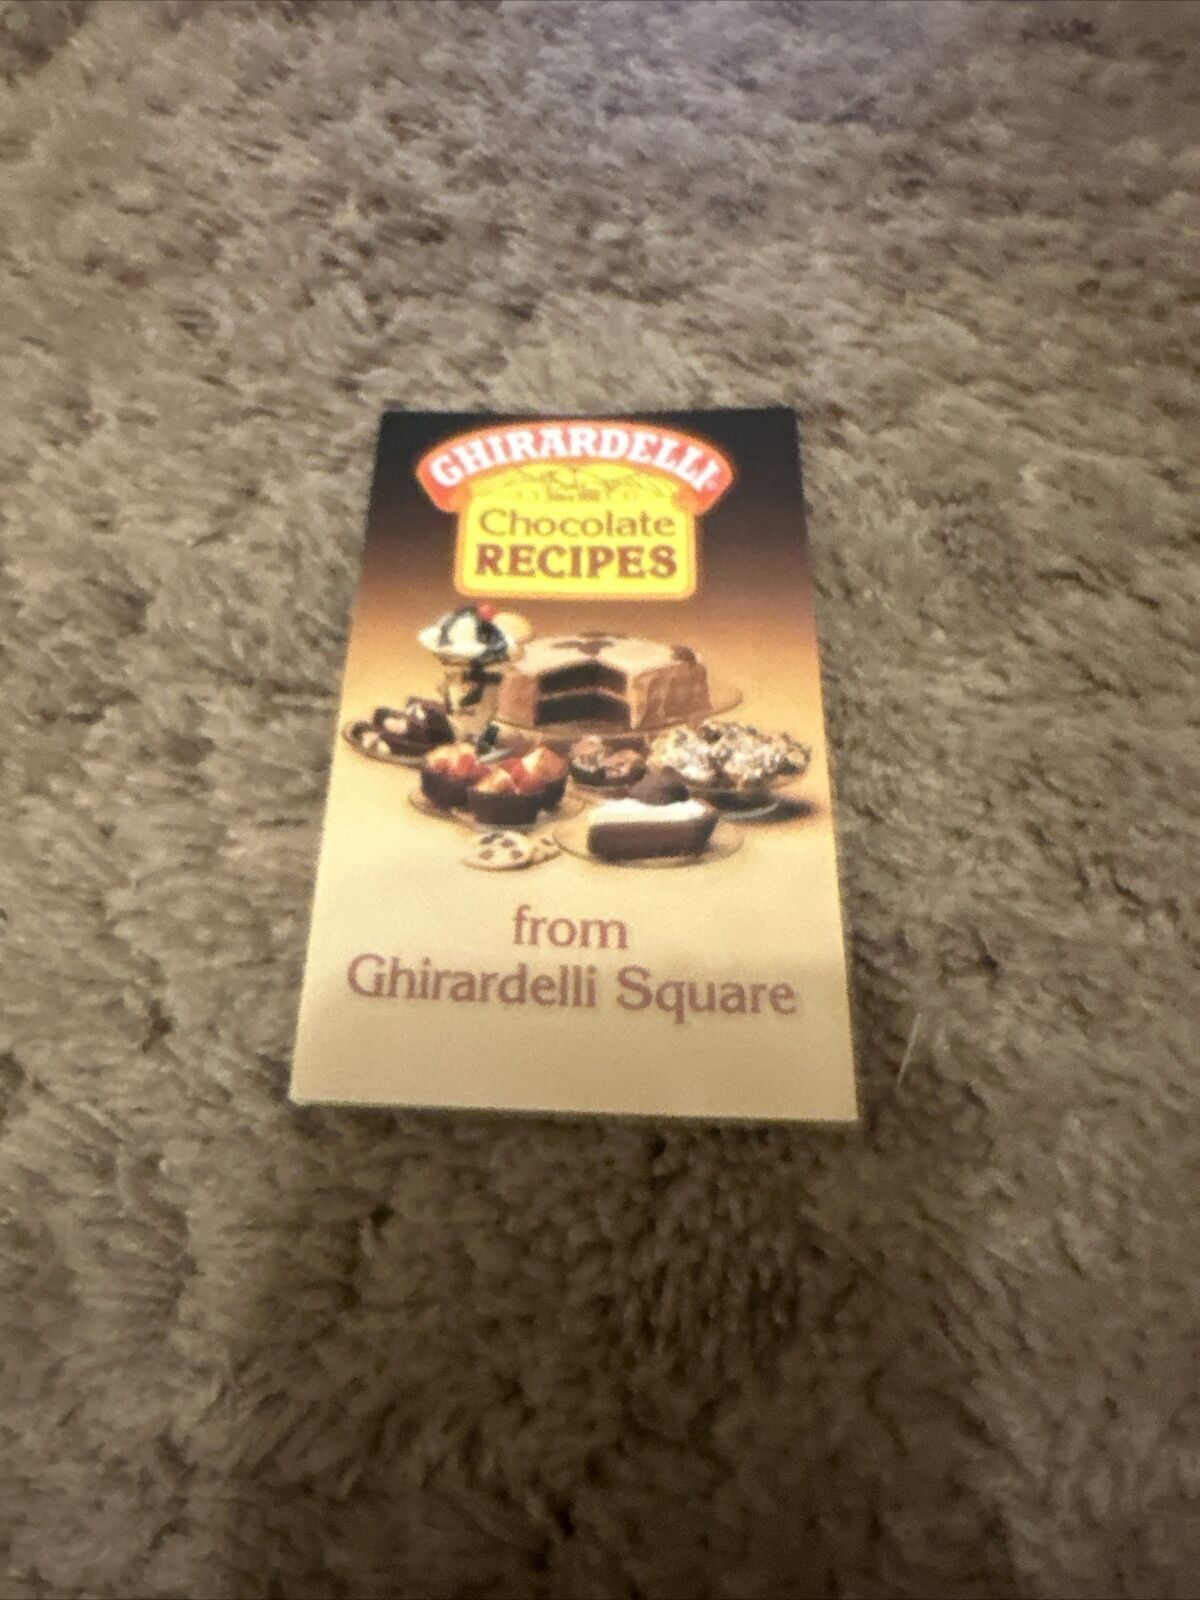 GHIRARDELLI
Chocolate
RECIPES
from
Ghirardelli Square